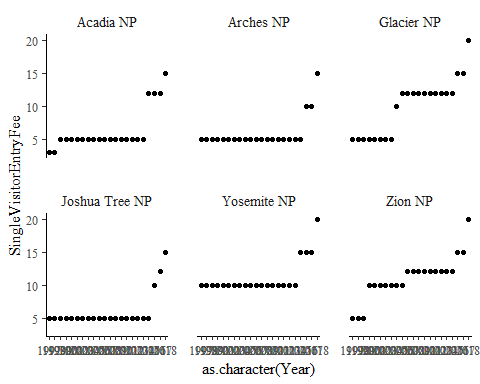 Acadia NP Arches NP Glacier NP
20
15
10
5
Joshua Tree NP Yosemite NP Zion NP
20
15
10
5
SingleVisitorEntryFee
as.character(Year)